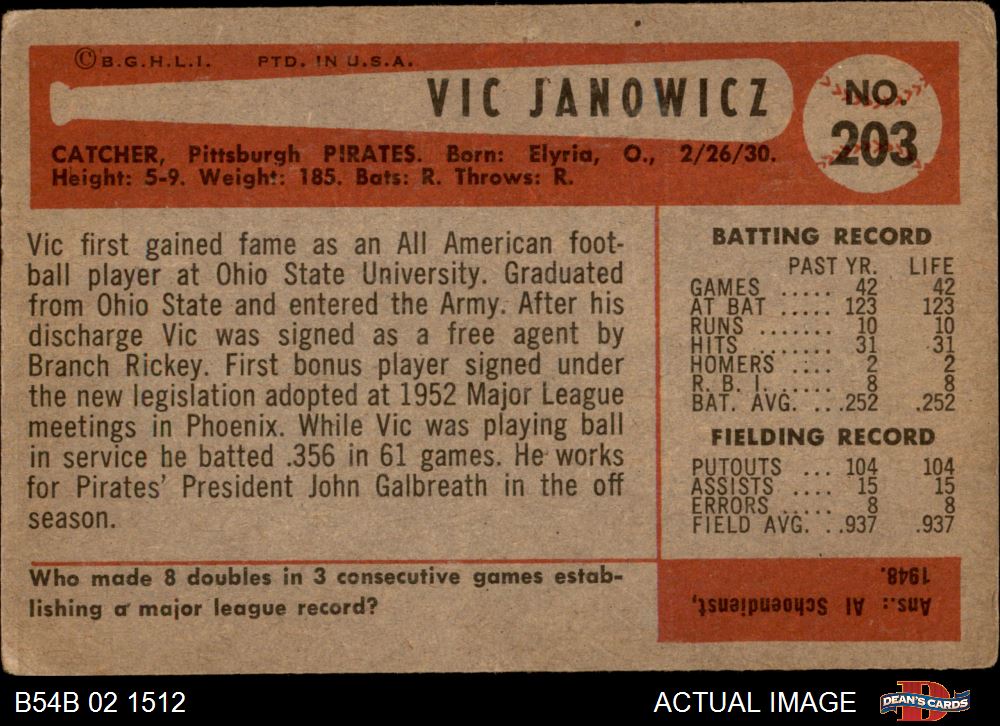 ©B.G.H.L.I. PTD. IN U.S.A.
VIC JANOWICZ
NO.
203
CATCHER, Pittsburgh PIRATES. Born: Elyria, O., 2/26/30.
Height: 5-9. Weight: 185. Bats: R. Throws: R.
Vic first gained fame as an All American foot-
ball player at Ohio State University. Graduated
from Ohio State and entered the Army. After his
discharge Vic was signed as a free agent by
Branch Rickey. First bonus player signed under
the new legislation adopted at 1952 Major League
meetings in Phoenix. While Vic was playing ball
in service he batted .356 in 61 games. He works
for Pirates' President John Galbreath in the off
season.
BATTING RECORD
PAST YR. LIFE
GAMES ..... 42 42
AT BAT ..... 123 123
RUNS ....... 10 10
HITS ........ 31 31
HOMERS .... 2 2
R. B. I. ...... 8 8
BAT. AVG. ... .252 .252
FIELDING RECORD
PUTOUTS ... 104 104
ASSISTS .... 15 15
ERRORS ..... 8 8
FIELD AVG. . .937 .937
Who made 8 doubles in 3 consecutive games estab-
lishing a major league record?
Ans.: Al Schoendienst,
1948.
B54B 02 1512
ACTUAL IMAGE
DEAN'S CARDS